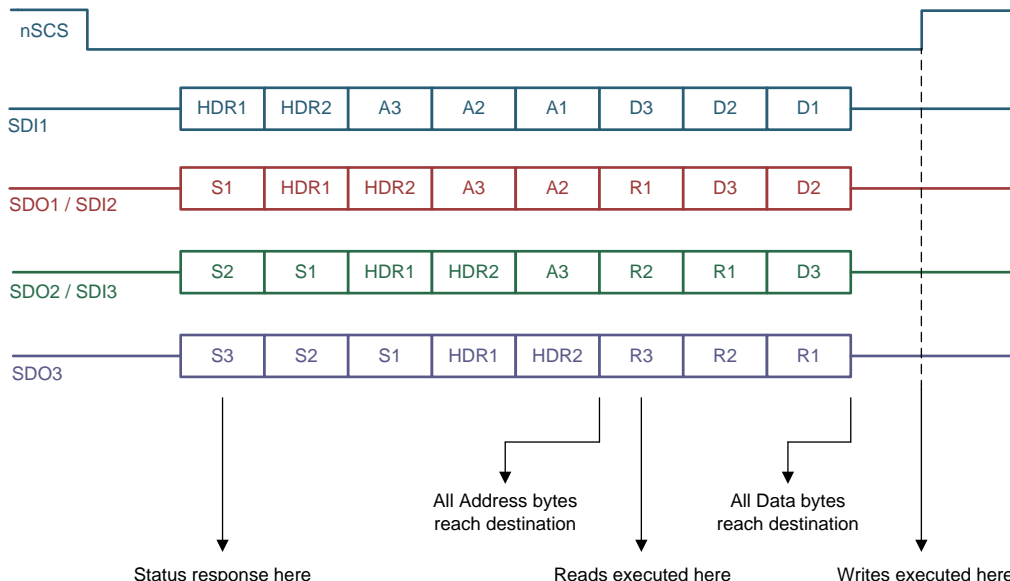 nSCS
HDR1 HDR2 A3 A2 A1 D3 D2 D1
SDI1
S1 HDR1 HDR2 A3 A2 R1 D3 D2
SDO1 / SDI2
S2 S1 HDR1 HDR2 A3 R2 R1 D3
SDO2 / SDI3
S3 S2 S1 HDR1 HDR2 R3 R2 R1
SDO3
All Address bytes
reach destination
All Data bytes
reach destination
Status response here
Reads executed here
Writes executed here